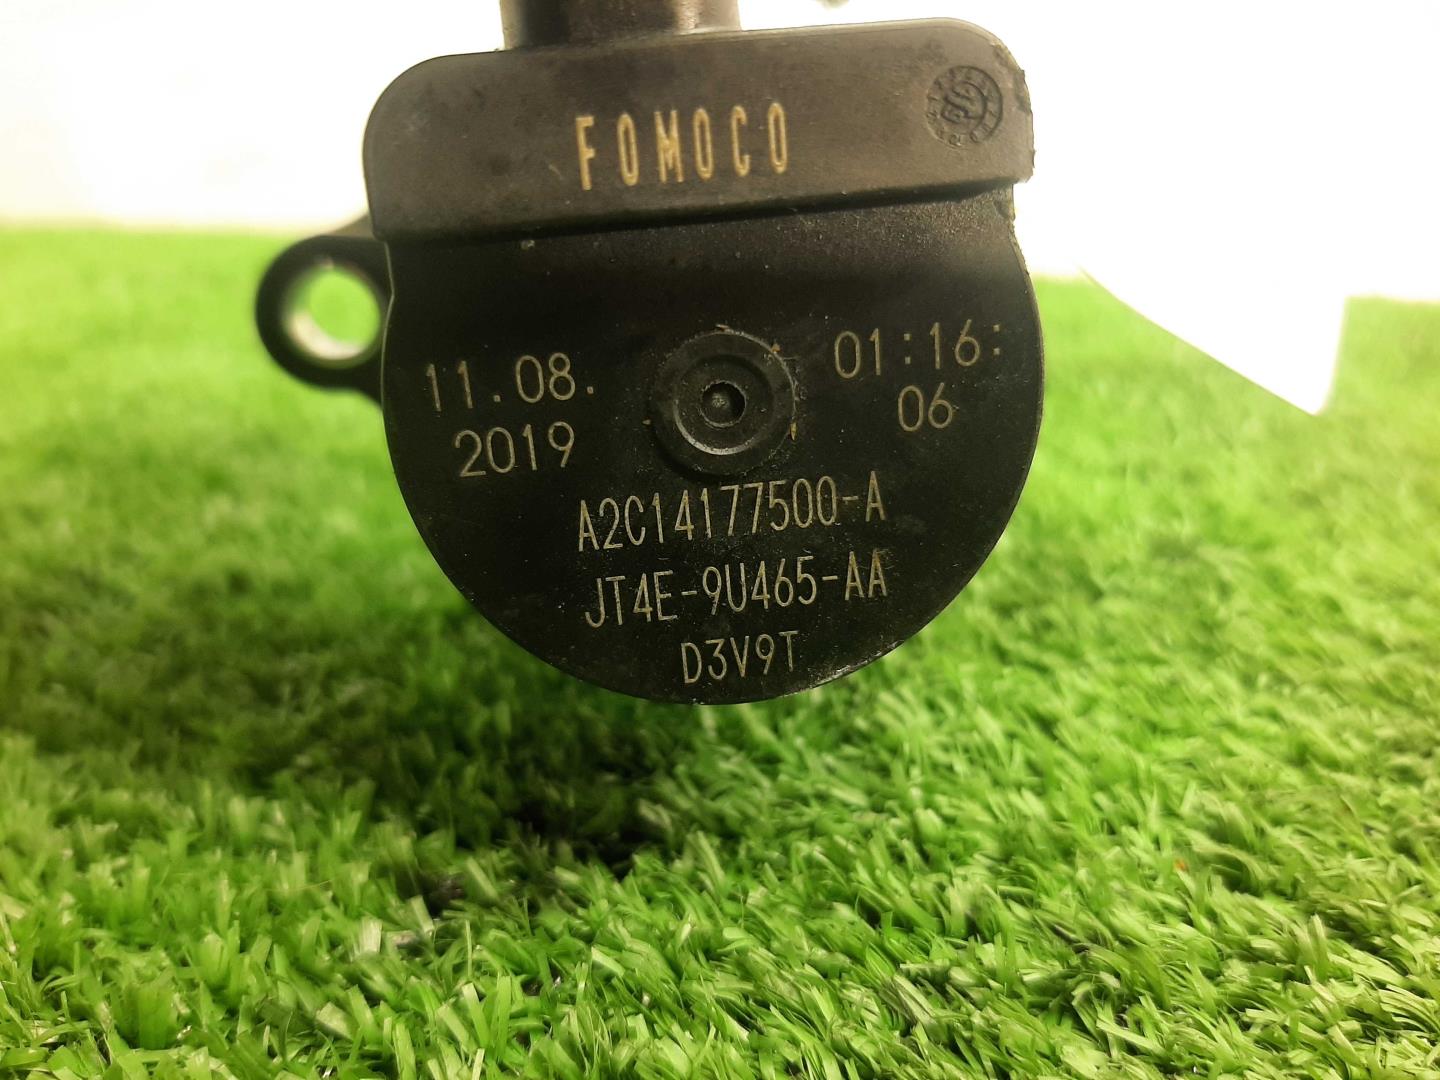 FOMOCO
11.08.
2019
01:16:
06
A2C14177500-A
JT4E-9U465-AA
D3V9T